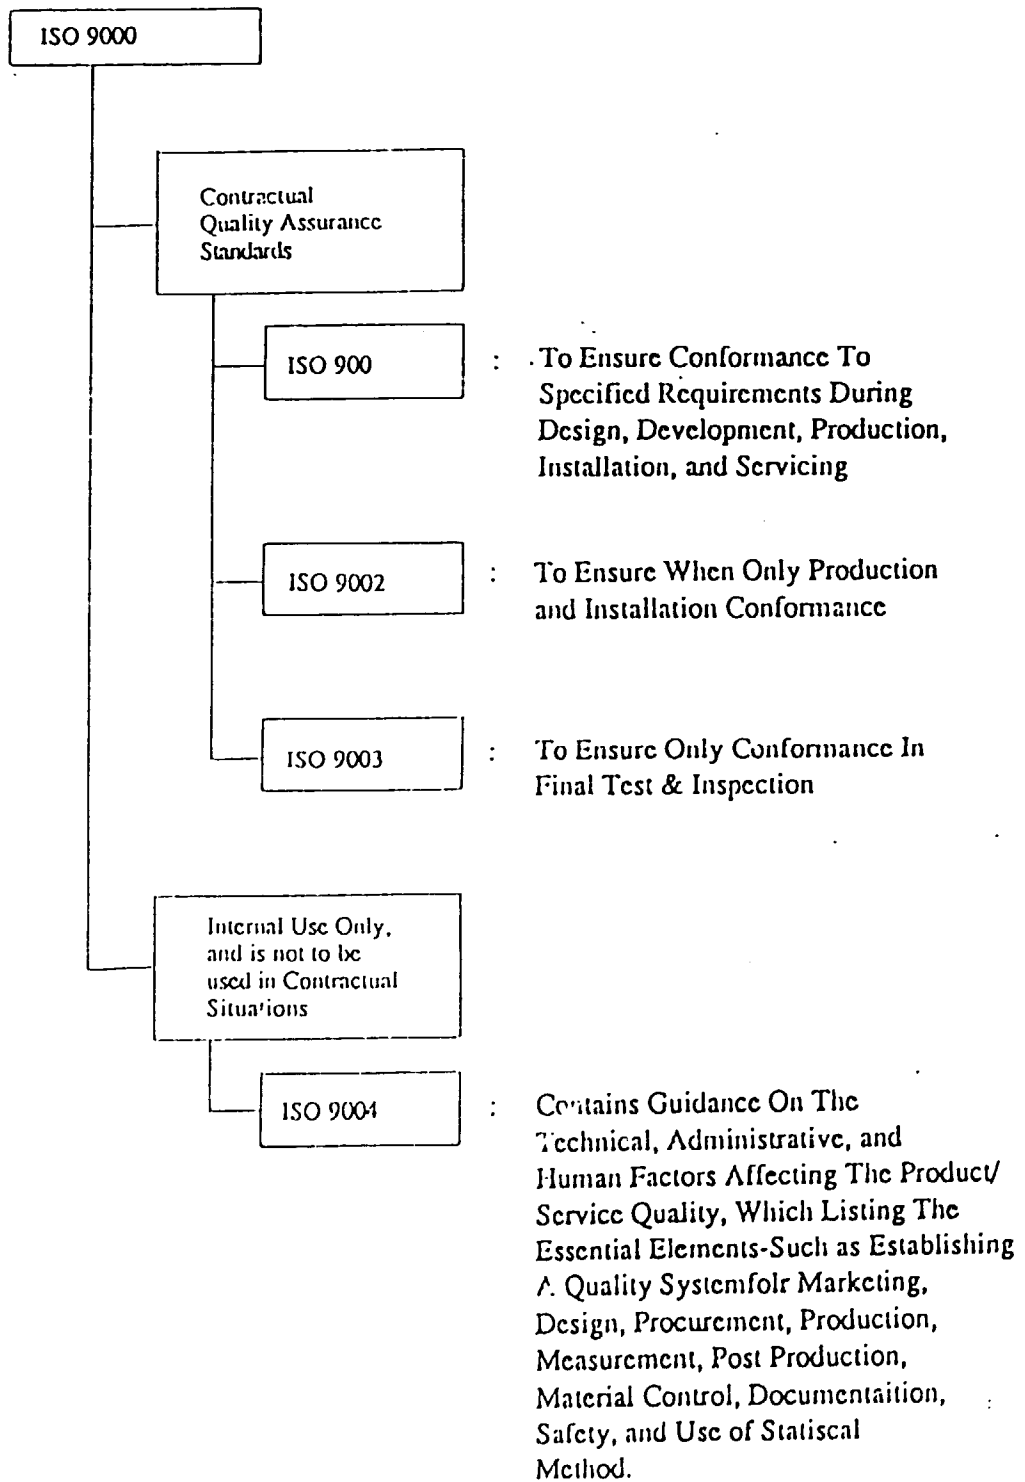 ISO 9000
Contractual
Quality Assurance
Standards
ISO 900
: To Ensure Conformance To
Specified Requirements During
Design, Development, Production,
Installation, and Servicing
ISO 9002
: To Ensure When Only Production
and Installation Conformance
ISO 9003
: To Ensure Only Conformance In
Final Test & Inspection
Internal Use Only,
and is not to be
used in Contractual
Situations
ISO 9004
: Contains Guidance On The
Technical, Administrative, and
Human Factors Affecting The Product/
Service Quality, Which Listing The
Essential Elements-Such as Establishing
A Quality Systemfolr Marketing,
Design, Procurement, Production,
Measurement, Post Production,
Material Control, Documentaition,
Safety, and Use of Statiscal
Method.